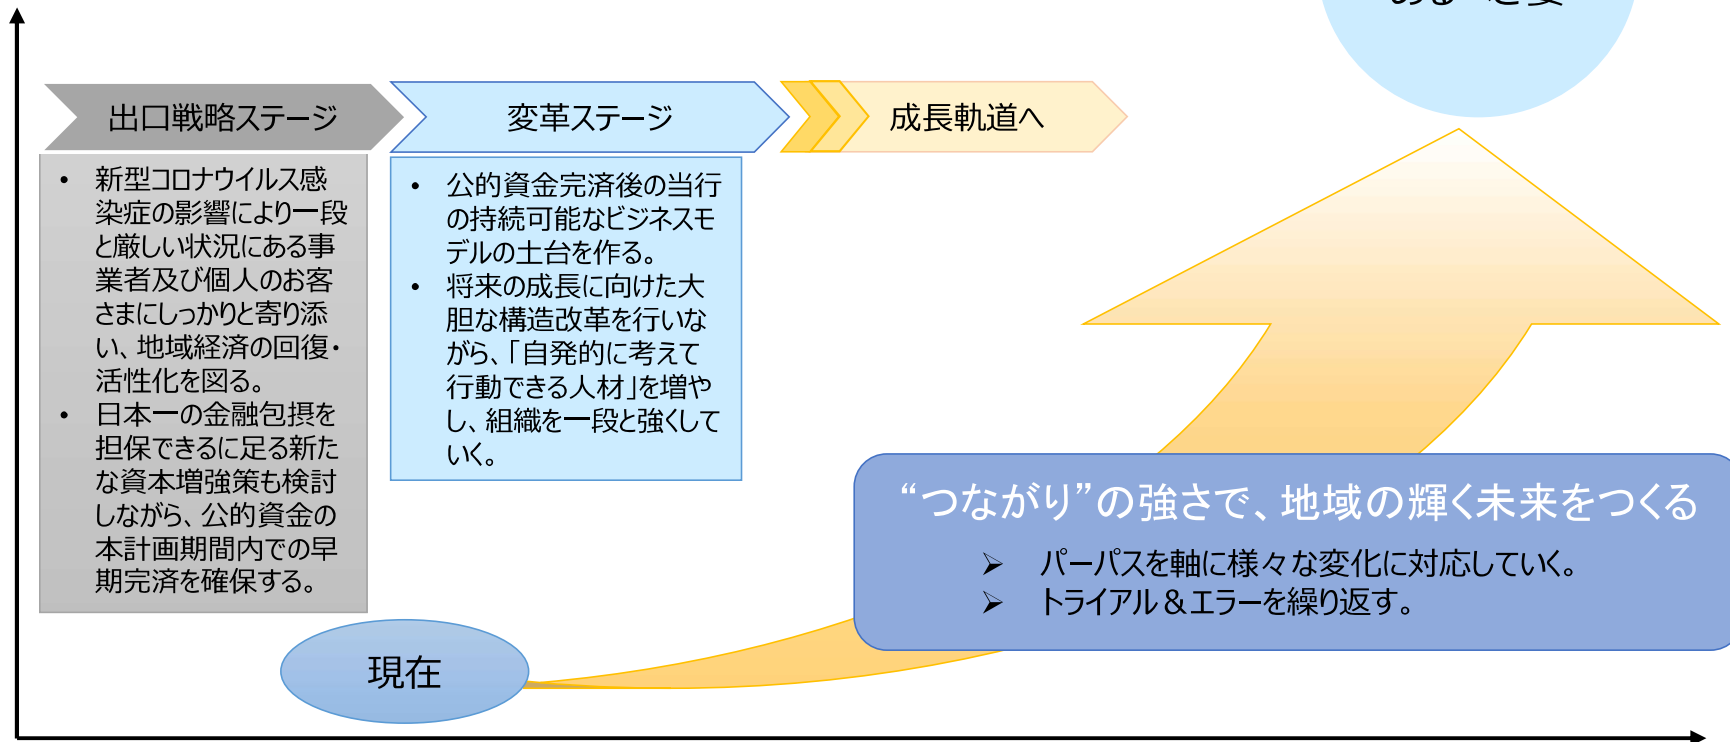 ある べき姿
出口戦略ステージ
変革ステージ
成長軌道へ
• 新型コロナウイルス感
染症の影響により一段
と厳しい状況にある事
業者及び個人のお客
さまにしっかりと寄り添
い、地域経済の回復・
活性化を図る。
• 日本一の金融包摂を
担保できるに足る新た
な資本増強策も検討
しながら、公的資金の
本計画期間内での早
期完済を確保する。
• 公的資金完済後の当行
の持続可能なビジネスモ
デルの土台を作る。
• 将来の成長に向けた大
胆な構造改革を行いな
がら、「自発的に考えて
行動できる人材」を増や
し、組織を一段と強くして
いく。
“つながり”の強さで、地域の輝く未来をつくる
➢ パーパスを軸に様々な変化に対応していく。
➢ トライアル＆エラーを繰り返す。
現在